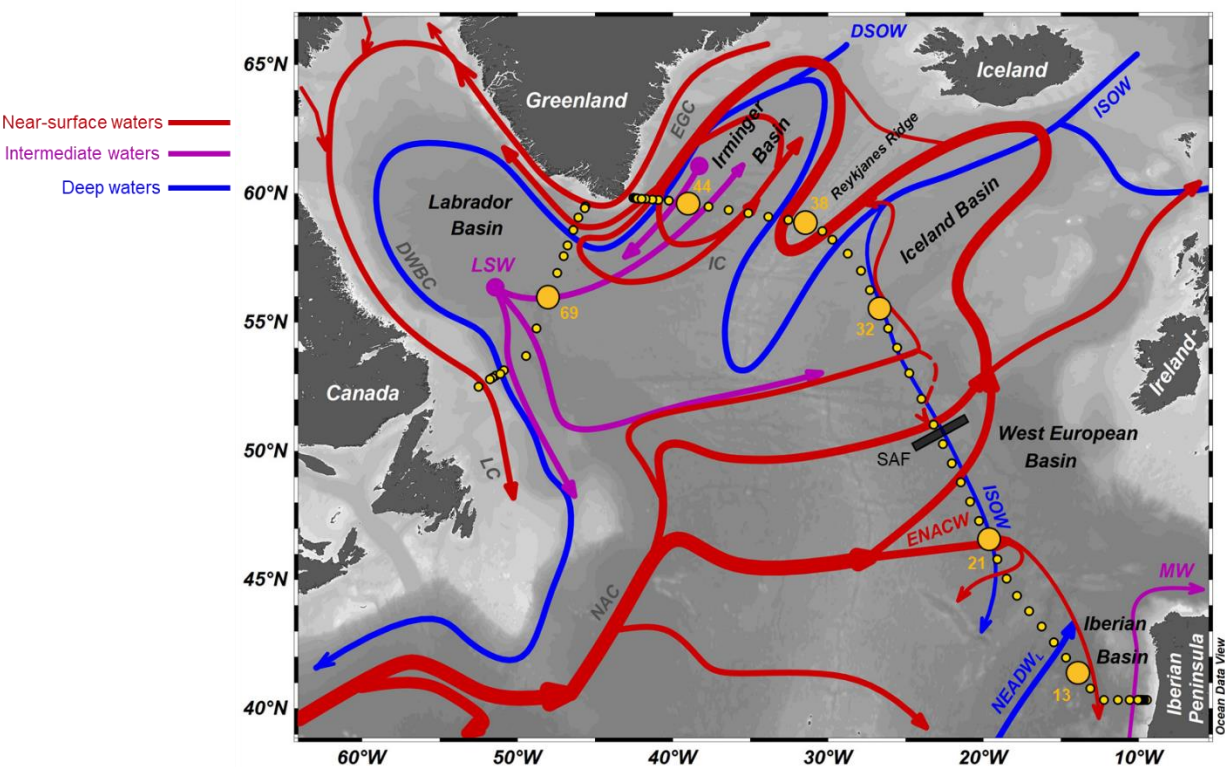 Near-surface waters
Intermediate waters
Deep waters
65°N
60°N
55°N
50°N
45°N
40°N
60°W
50°W
40°W
30°W
20°W
10°W
Greenland
DSOW
Iceland
ISOW
EGC
Irminger
Basin
Reykjanes Ridge
44
38
Labrador
Basin
Iceland Basin
DWBC
LSW
IC
69
32
Canada
Ireland
LC
SAF
West European
Basin
ISOW
ENACW
21
NAC
MW
Iberian
Basin
NEADWL
13
Iberian
Peninsula
Ocean Data View